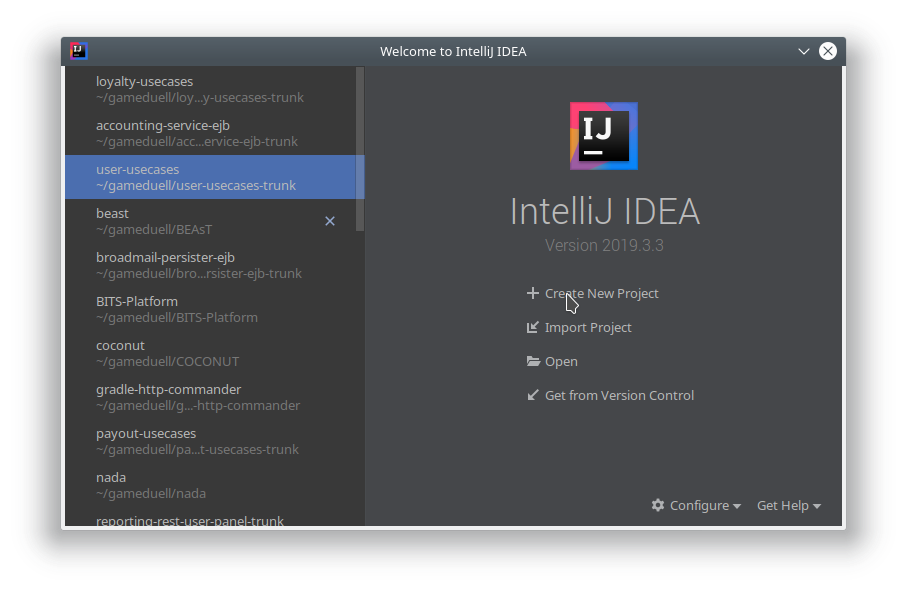 Welcome to IntelliJ IDEA
loyalty-usecases
~/gameduell/loy...y-usecases-trunk
accounting-service-ejb
~/gameduell/acc...ervice-ejb-trunk
user-usecases
~/gameduell/user-usecases-trunk
beast
~/gameduell/BEAsT
broadmail-persister-ejb
~/gameduell/bro...rsister-ejb-trunk
BITS-Platform
~/gameduell/BITS-Platform
coconut
~/gameduell/COCONUT
gradle-http-commander
~/gameduell/g...-http-commander
payout-usecases
~/gameduell/pa...t-usecases-trunk
nada
~/gameduell/nada
reporting-rest-user-panel-trunk
IJ
IntelliJ IDEA
Version 2019.3.3
Create New Project
Import Project
Open
Get from Version Control
Configure
Get Help